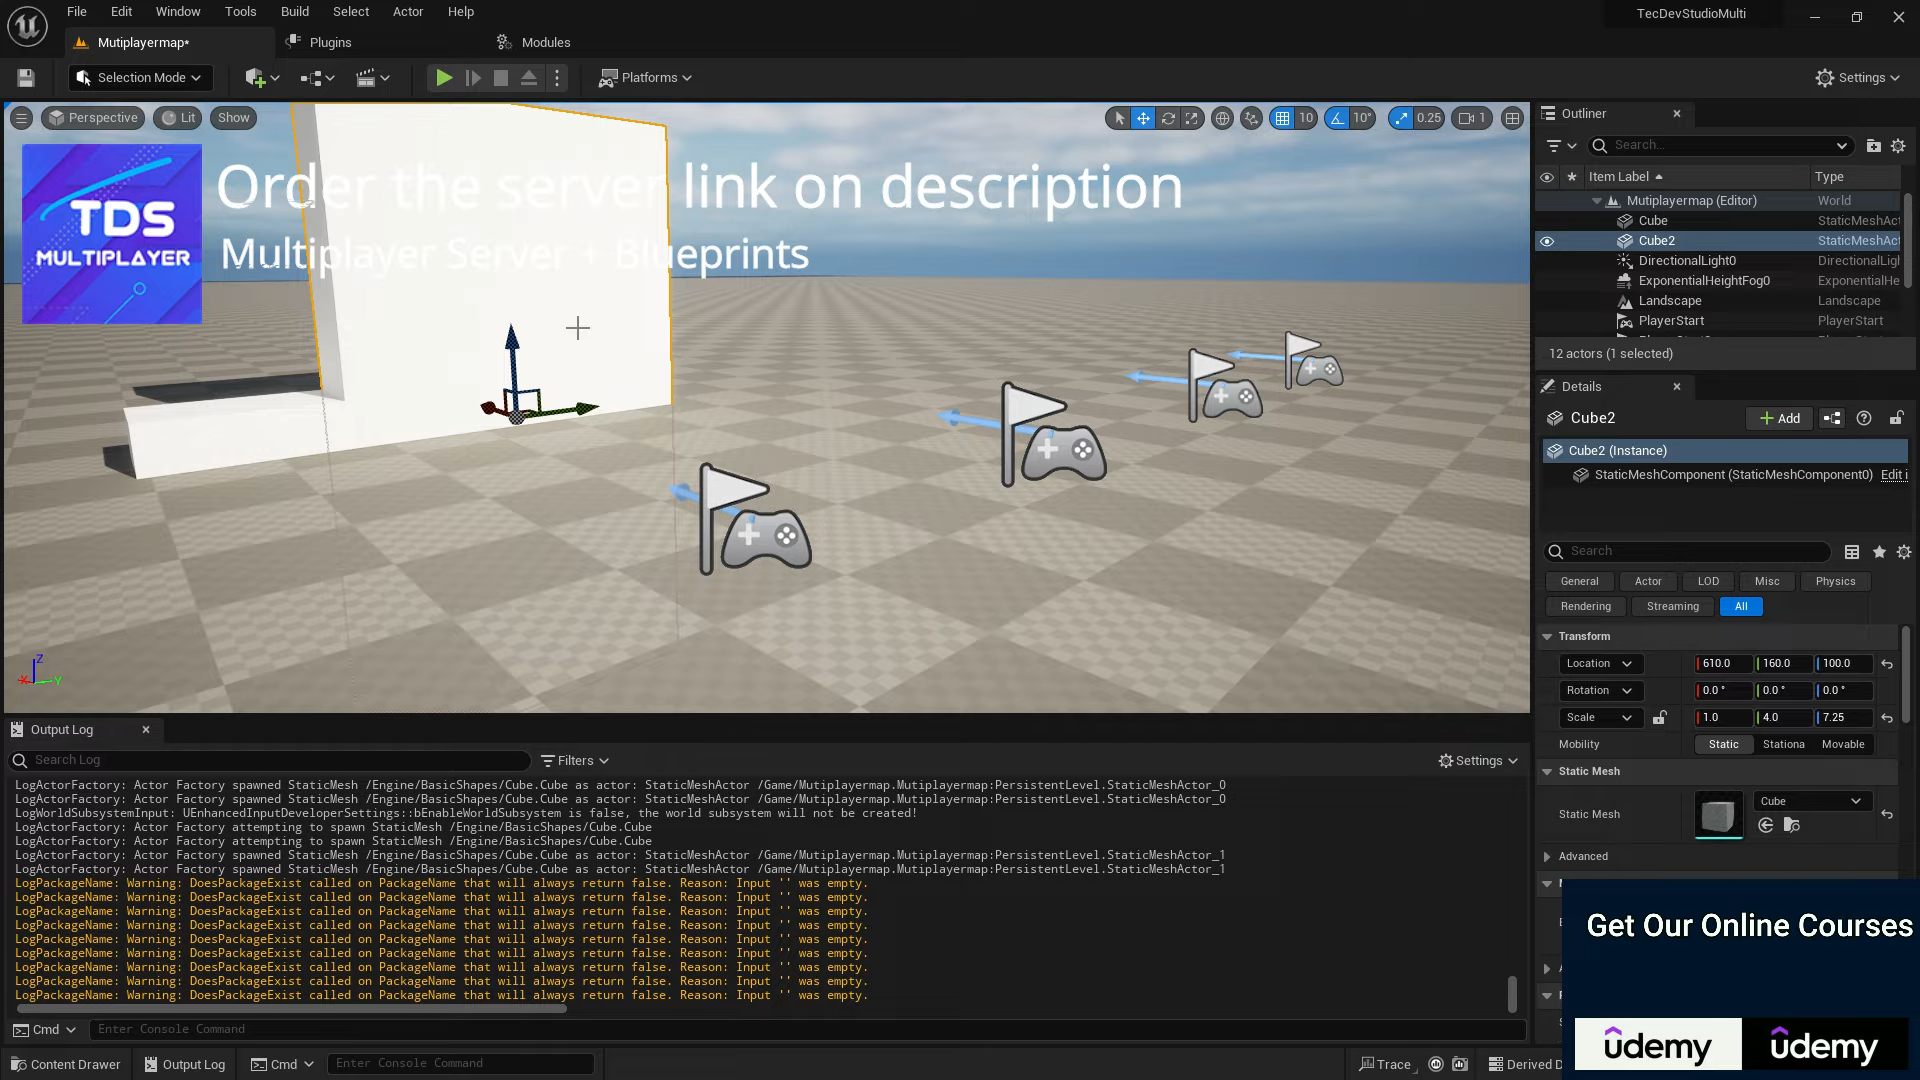 File Edit Window Tools Build Select Actor Help
TecDevStudioMulti
Mutiplayermap*
Plugins
Modules
Selection Mode
Platforms
Settings
Perspective
Lit
Show
10
10°
0.25
1
TDS
MULTIPLAYER
Order the server link on description
Multiplayer Server + Blueprints
Z
X
Y
Outliner
Search...
Item Label
Type
Mutiplayermap (Editor)
World
Cube
StaticMeshAct
Cube2
StaticMeshAct
DirectionalLight0
DirectionalLigh
ExponentialHeightFog0
ExponentialHe
Landscape
Landscape
PlayerStart
PlayerStart
12 actors (1 selected)
Details
Cube2
Add
Cube2 (Instance)
StaticMeshComponent (StaticMeshComponent0)
Edit i
Search
General
Actor
LOD
Misc
Physics
Rendering
Streaming
All
Transform
Location
610.0
160.0
100.0
Rotation
0.0 °
0.0 °
0.0 °
Scale
1.0
4.0
7.25
Mobility
Static
Stationa
Movable
Static Mesh
Static Mesh
Cube
Advanced
Get Our Online Courses
ûdemy
ûdemy
Output Log
Search Log
Filters
Settings
LogActorFactory: Actor Factory spawned StaticMesh /Engine/BasicShapes/Cube.Cube as actor: StaticMeshActor /Game/Mutiplayermap.Mutiplayermap:PersistentLevel.StaticMeshActor_0
LogActorFactory: Actor Factory spawned StaticMesh /Engine/BasicShapes/Cube.Cube as actor: StaticMeshActor /Game/Mutiplayermap.Mutiplayermap:PersistentLevel.StaticMeshActor_0
LogWorldSubsystemInput: UEnhancedInputDeveloperSettings::bEnableWorldSubsystem is false, the world subsystem will not be created!
LogActorFactory: Actor Factory attempting to spawn StaticMesh /Engine/BasicShapes/Cube.Cube
LogActorFactory: Actor Factory attempting to spawn StaticMesh /Engine/BasicShapes/Cube.Cube
LogActorFactory: Actor Factory spawned StaticMesh /Engine/BasicShapes/Cube.Cube as actor: StaticMeshActor /Game/Mutiplayermap.Mutiplayermap:PersistentLevel.StaticMeshActor_1
LogActorFactory: Actor Factory spawned StaticMesh /Engine/BasicShapes/Cube.Cube as actor: StaticMeshActor /Game/Mutiplayermap.Mutiplayermap:PersistentLevel.StaticMeshActor_1
LogPackageName: Warning: DoesPackageExist called on PackageName that will always return false. Reason: Input '' was empty.
LogPackageName: Warning: DoesPackageExist called on PackageName that will always return false. Reason: Input '' was empty.
LogPackageName: Warning: DoesPackageExist called on PackageName that will always return false. Reason: Input '' was empty.
LogPackageName: Warning: DoesPackageExist called on PackageName that will always return false. Reason: Input '' was empty.
LogPackageName: Warning: DoesPackageExist called on PackageName that will always return false. Reason: Input '' was empty.
LogPackageName: Warning: DoesPackageExist called on PackageName that will always return false. Reason: Input '' was empty.
LogPackageName: Warning: DoesPackageExist called on PackageName that will always return false. Reason: Input '' was empty.
LogPackageName: Warning: DoesPackageExist called on PackageName that will always return false. Reason: Input '' was empty.
LogPackageName: Warning: DoesPackageExist called on PackageName that will always return false. Reason: Input '' was empty.
Cmd
Enter Console Command
Content Drawer
Output Log
Cmd
Enter Console Command
Trace
Derived D